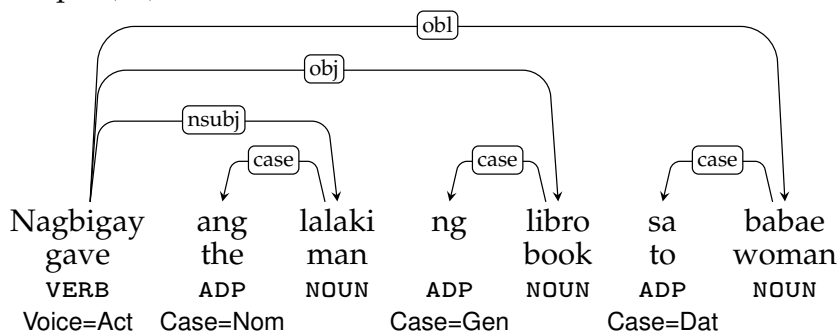 obl
obj
nsubj
case case case
Nagbigay ang lalaki ng libro sa babae
gave the man book to woman
VERB ADP NOUN ADP NOUN ADP NOUN
Voice=Act Case=Nom Case=Gen Case=Dat